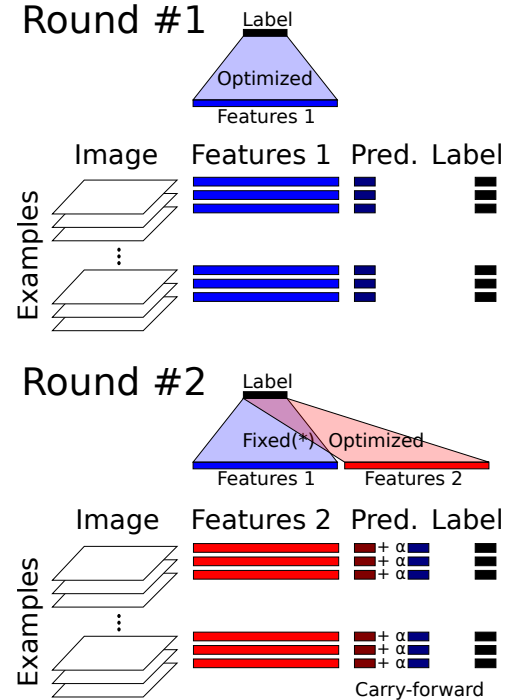 Round #1
Label
Optimized
Features 1
Image Features 1 Pred. Label
Examples
Round #2
Label
Fixed(*) Optimized
Features 1 Features 2
Image Features 2 Pred. Label
Examples
+ α
+ α
+ α
+ α
+ α
+ α
Carry-forward